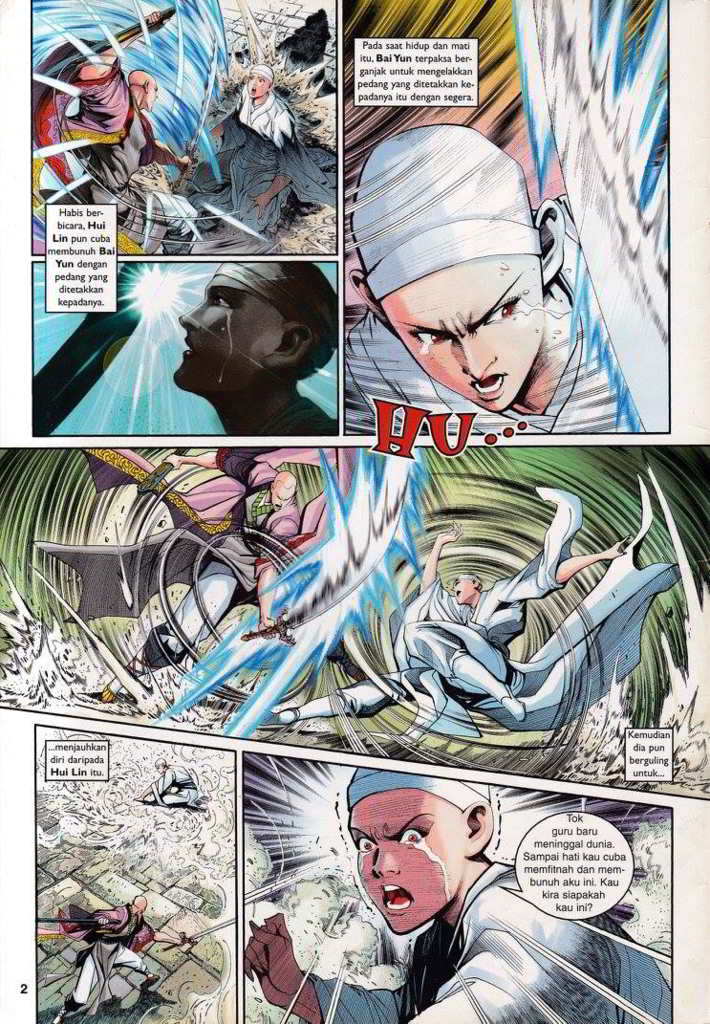 Habis ber-
bicara, Hui
Lin pun cuba
membunuh Bai
Yun dengan
pedang yang
ditetakkan
kepadanya.
Pada saat hidup dan mati
itu, Bai Yun terpaksa ber-
ganjak untuk mengelakkan
pedang yang ditetakkan ke-
padanya itu dengan segera.
HU...
Kemudian
dia pun
berguling
untuk...
...menjauhkan
diri daripada
Hui Lin itu.
Tok
guru baru
meninggal dunia.
Sampai hati kau cuba
memfitnah dan mem-
bunuh aku ini. Kau
kira siapakah
kau ini?
2